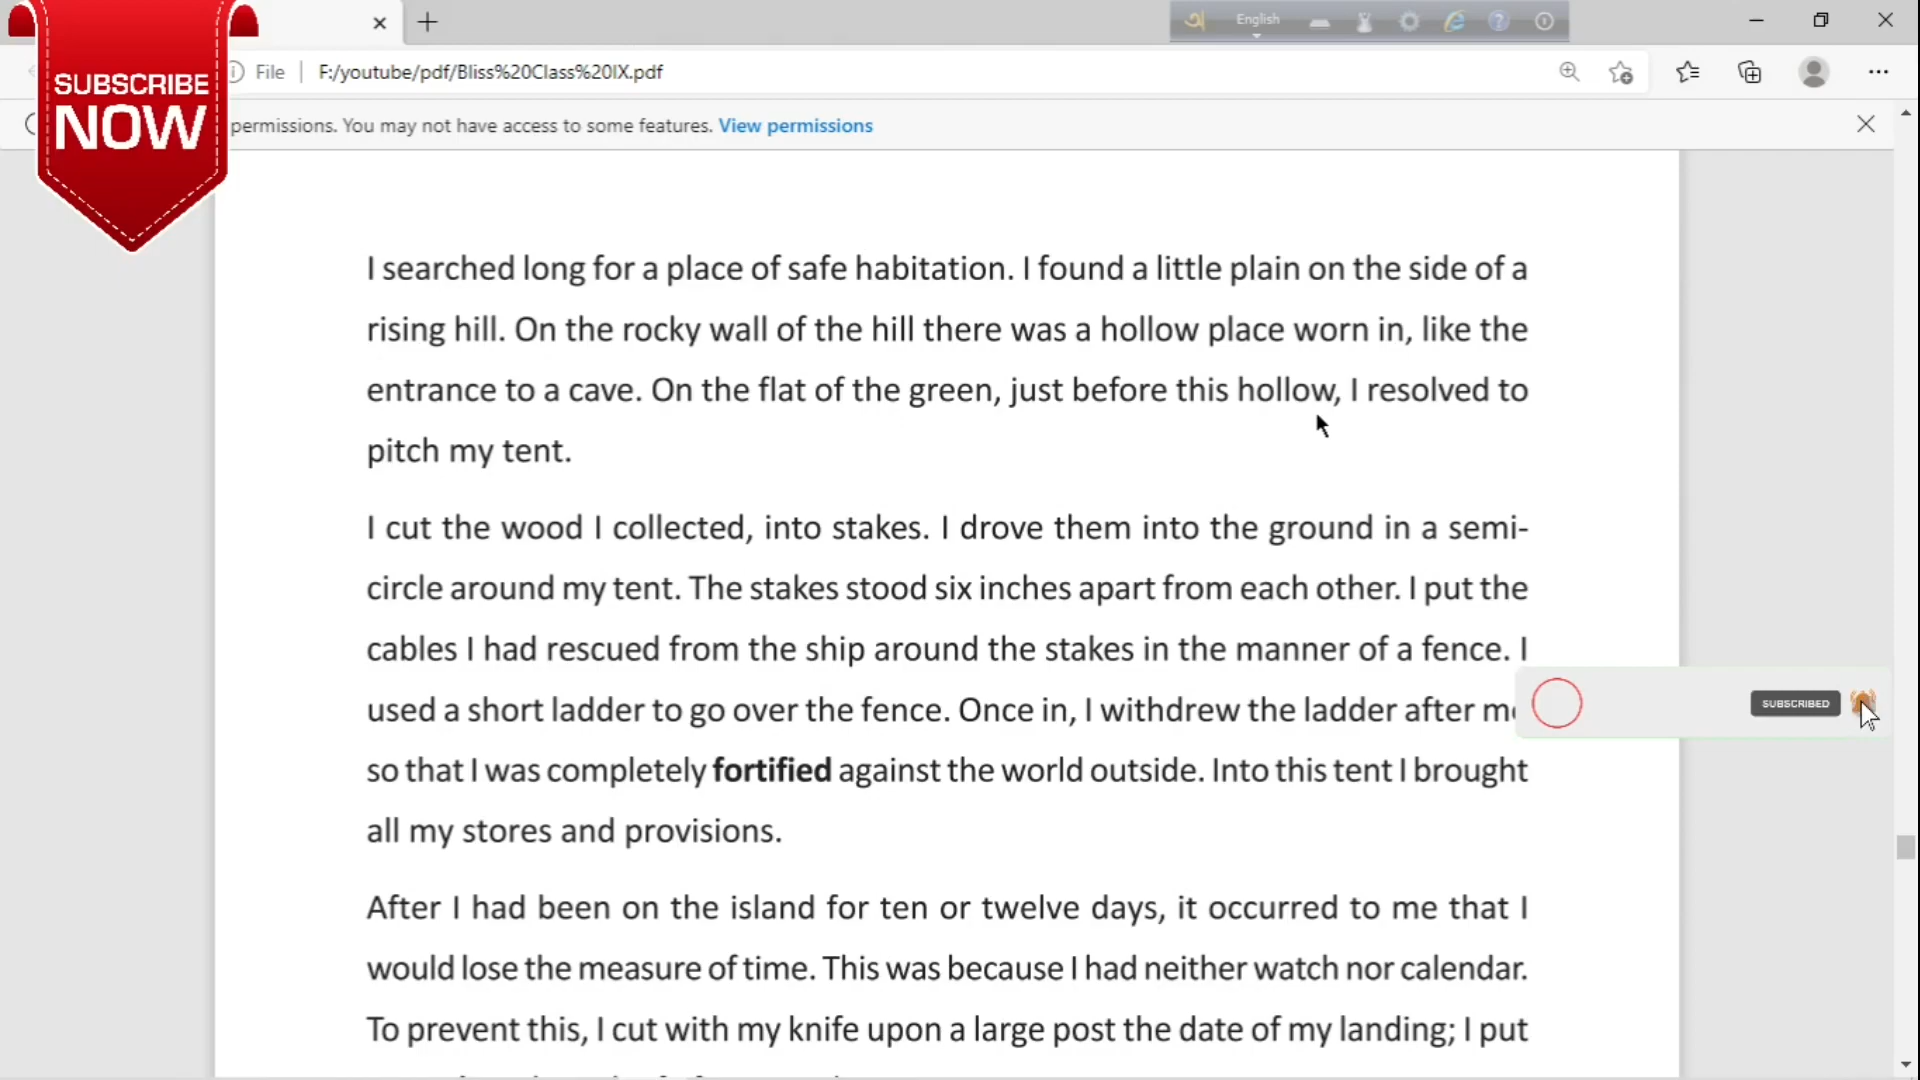 English
SUBSCRIBE
NOW
File
F:/youtube/pdf/Bliss%20Class%20IX.pdf
permissions. You may not have access to some features. View permissions
I searched long for a place of safe habitation. I found a little plain on the side of a
rising hill. On the rocky wall of the hill there was a hollow place worn in, like the
entrance to a cave. On the flat of the green, just before this hollow, I resolved to
pitch my tent.
I cut the wood I collected, into stakes. I drove them into the ground in a semi-
circle around my tent. The stakes stood six inches apart from each other. I put the
cables I had rescued from the ship around the stakes in the manner of a fence. I
used a short ladder to go over the fence. Once in, I withdrew the ladder after me
SUBSCRIBED
so that I was completely fortified against the world outside. Into this tent I brought
all my stores and provisions.
After I had been on the island for ten or twelve days, it occurred to me that I
would lose the measure of time. This was because I had neither watch nor calendar.
To prevent this, I cut with my knife upon a large post the date of my landing; I put